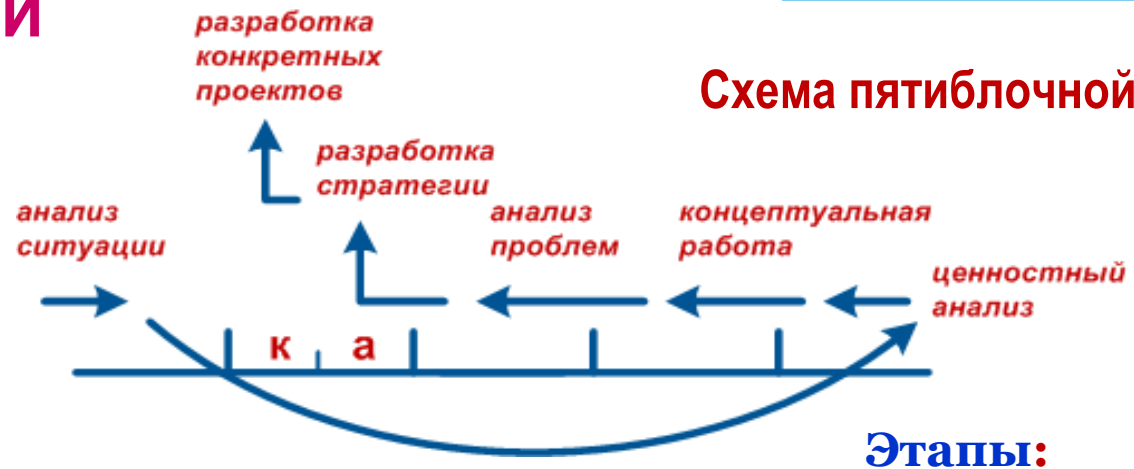 й
разработка
конкретных
проектов
Схема пятиблочной
разработка
стратегии
анализ
ситуации
анализ
проблем
концептуальная
работа
ценностный
анализ
к а
Этапы: